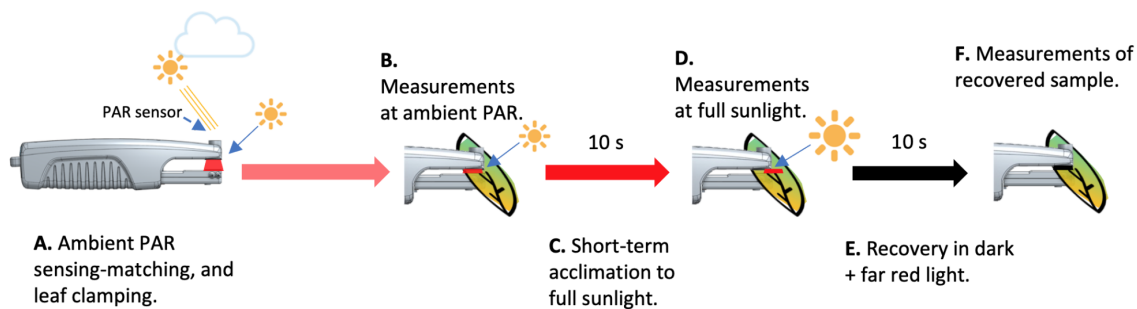 PAR sensor
A. Ambient PAR
sensing-matching, and
leaf clamping.
B.
Measurements
at ambient PAR.
10 s
C. Short-term
acclimation to
full sunlight.
D.
Measurements
at full sunlight.
10 s
E. Recovery in dark
+ far red light.
F. Measurements of
recovered sample.